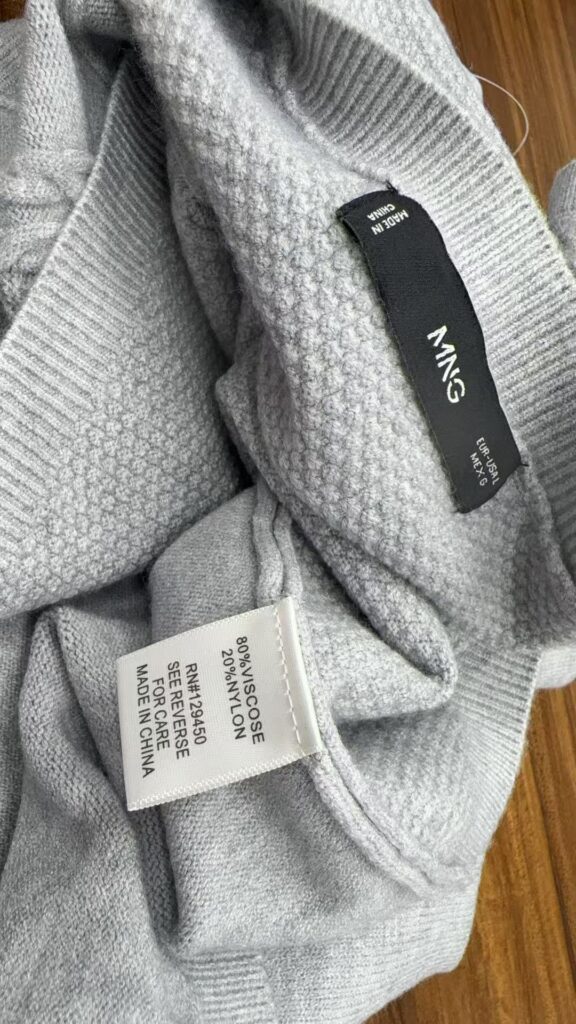 MADE IN
CHINA
MNG
EUR-USA L
MEX G
80%VISCOSE
20%NYLON
RN#129450
SEE REVERSE
FOR CARE
MADE IN CHINA